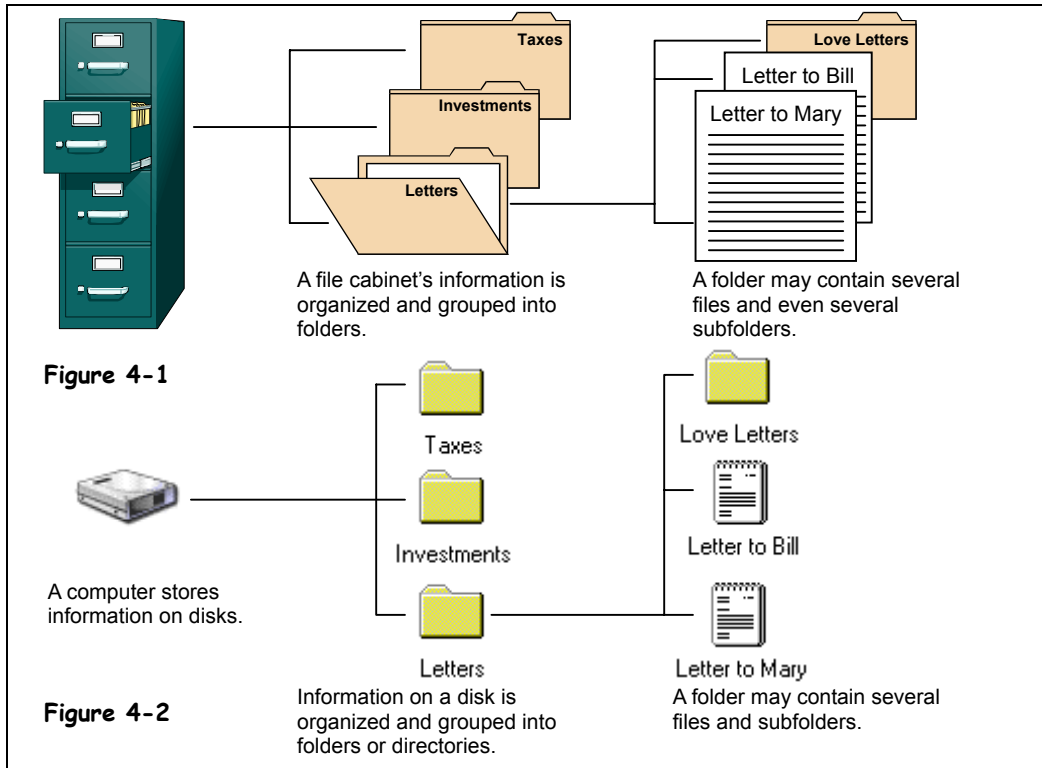 Taxes
Investments
Letters
Love Letters
Letter to Bill
Letter to Mary
A file cabinet's information is
organized and grouped into
folders.
A folder may contain several
files and even several
subfolders.
Figure 4-1
Taxes
Investments
Letters
Love Letters
Letter to Bill
Letter to Mary
A computer stores
information on disks.
Information on a disk is
organized and grouped into
folders or directories.
A folder may contain several
files and subfolders.
Figure 4-2